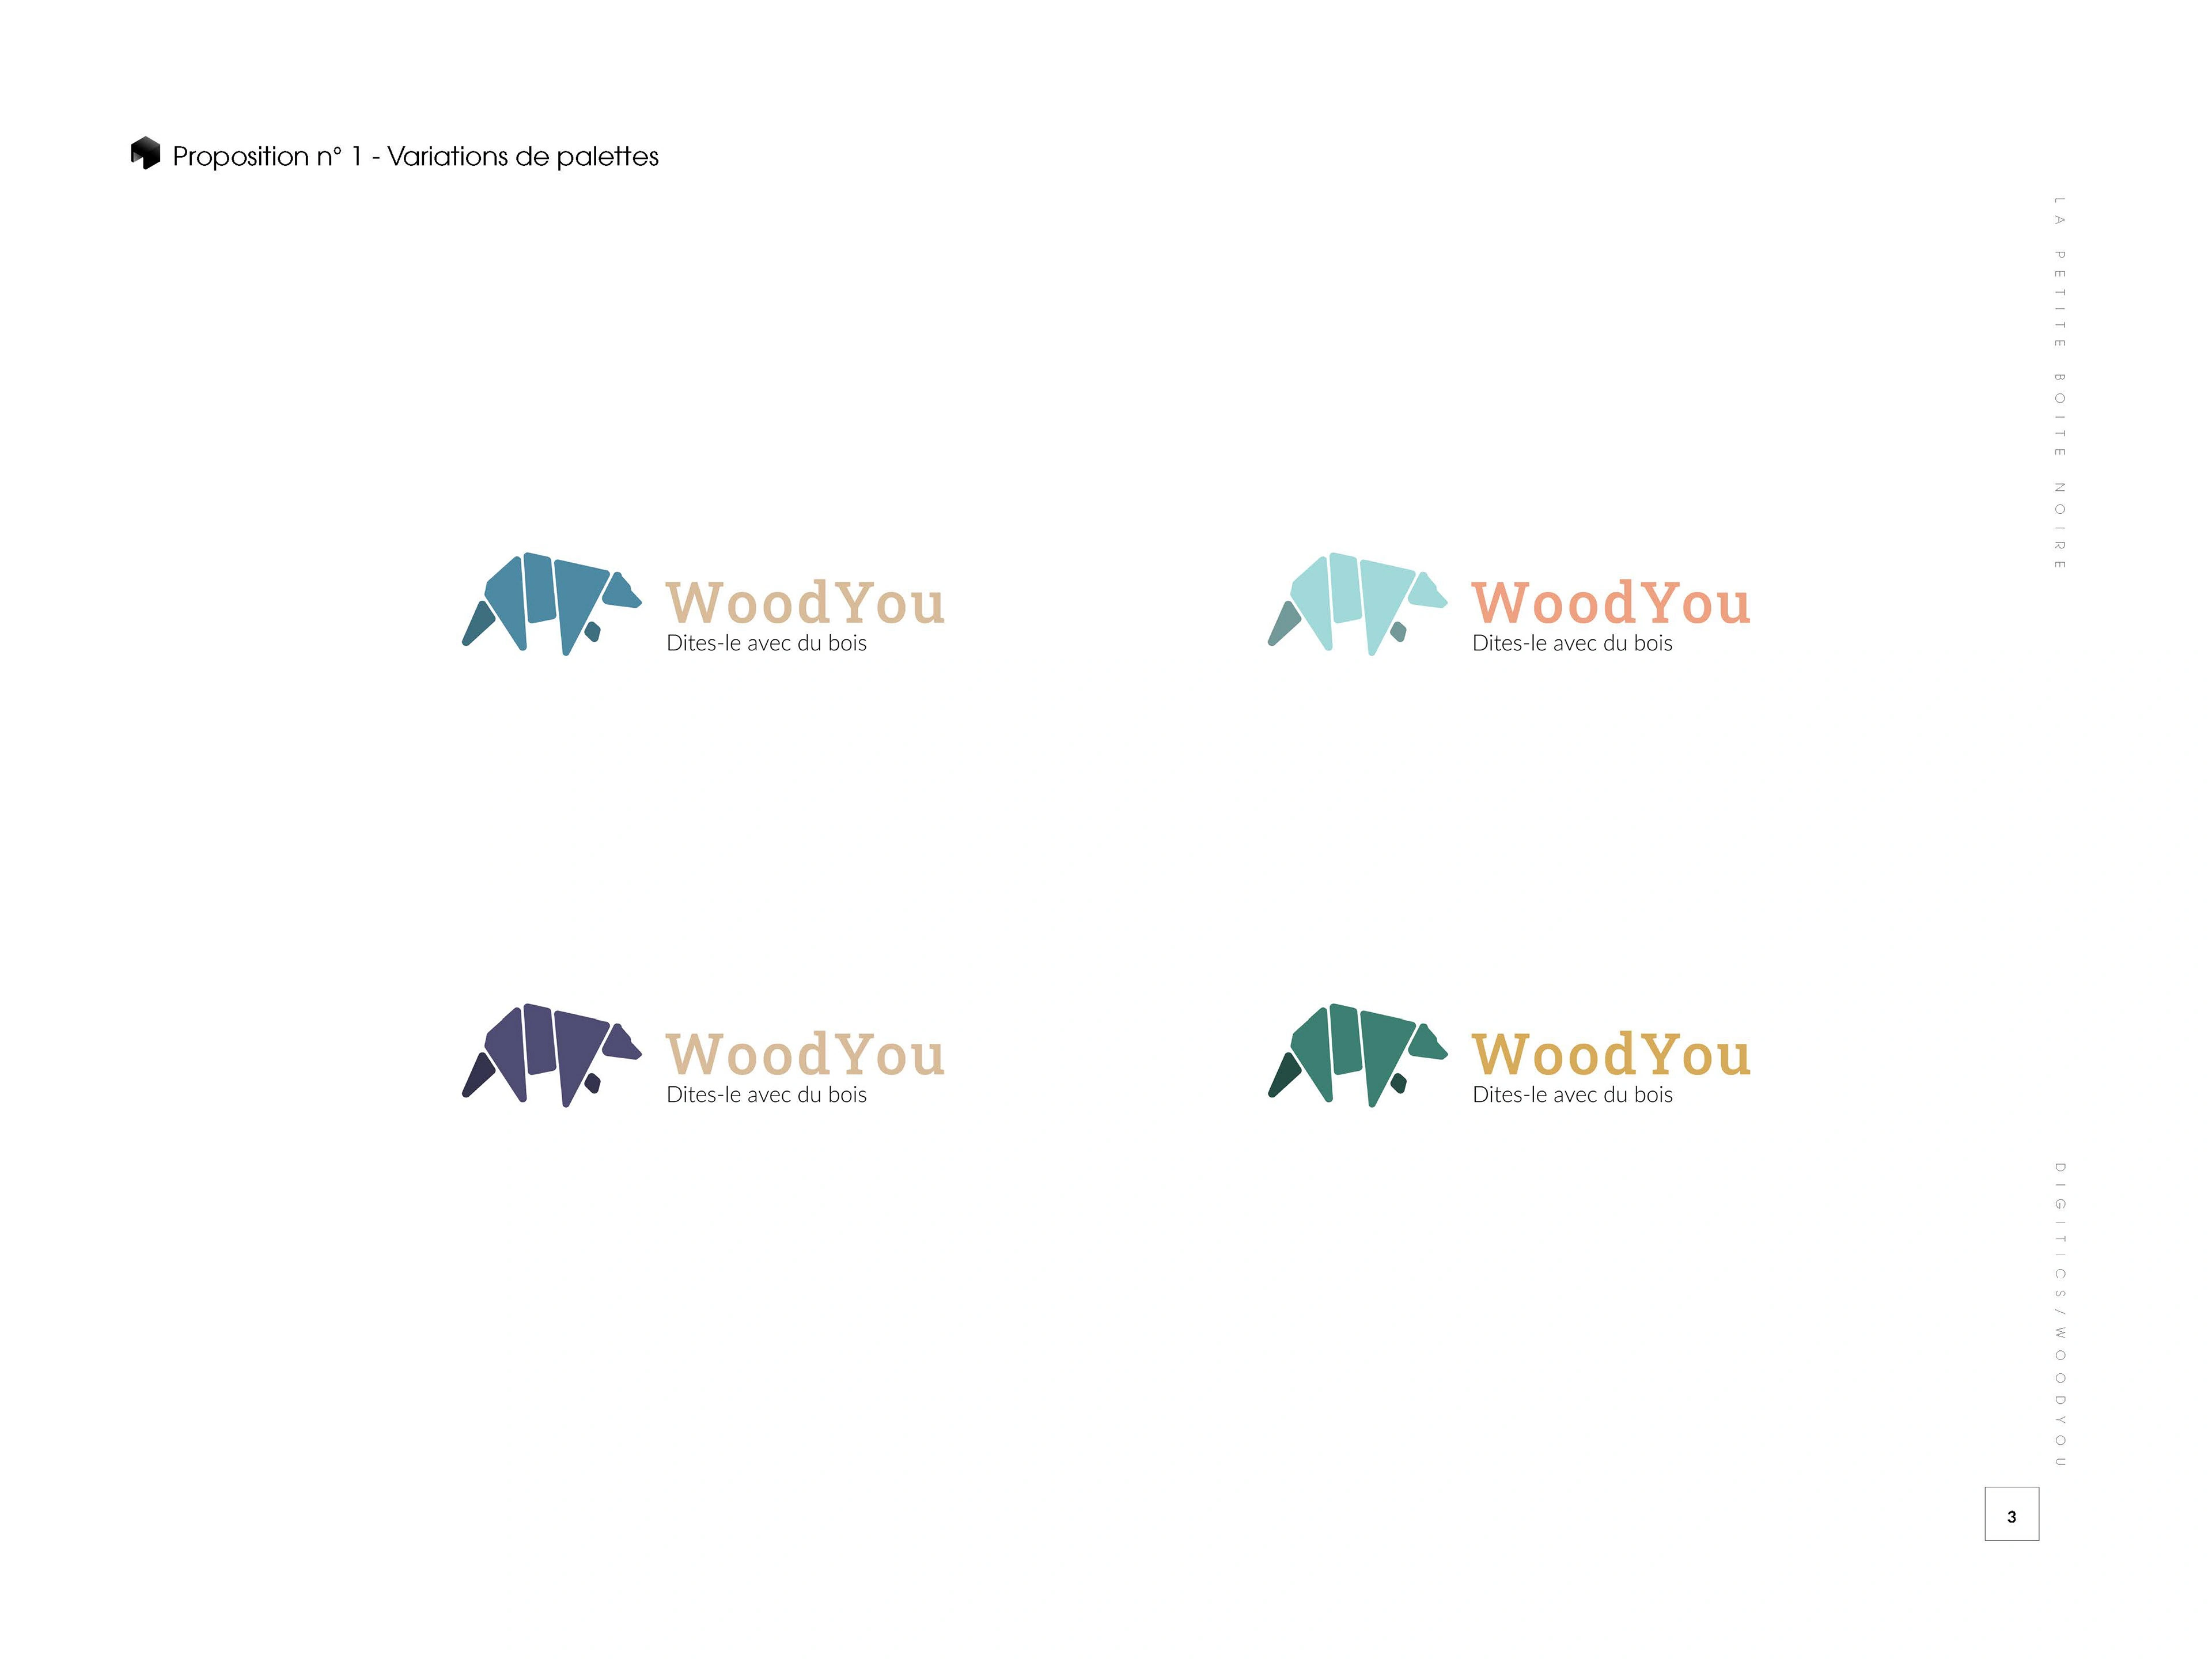 Proposition n° 1 - Variations de palettes
LA PETITE BOITE NOIRE
WoodYou
Dites-le avec du bois
WoodYou
Dites-le avec du bois
WoodYou
Dites-le avec du bois
WoodYou
Dites-le avec du bois
DIGITICS/WOODYOU
3